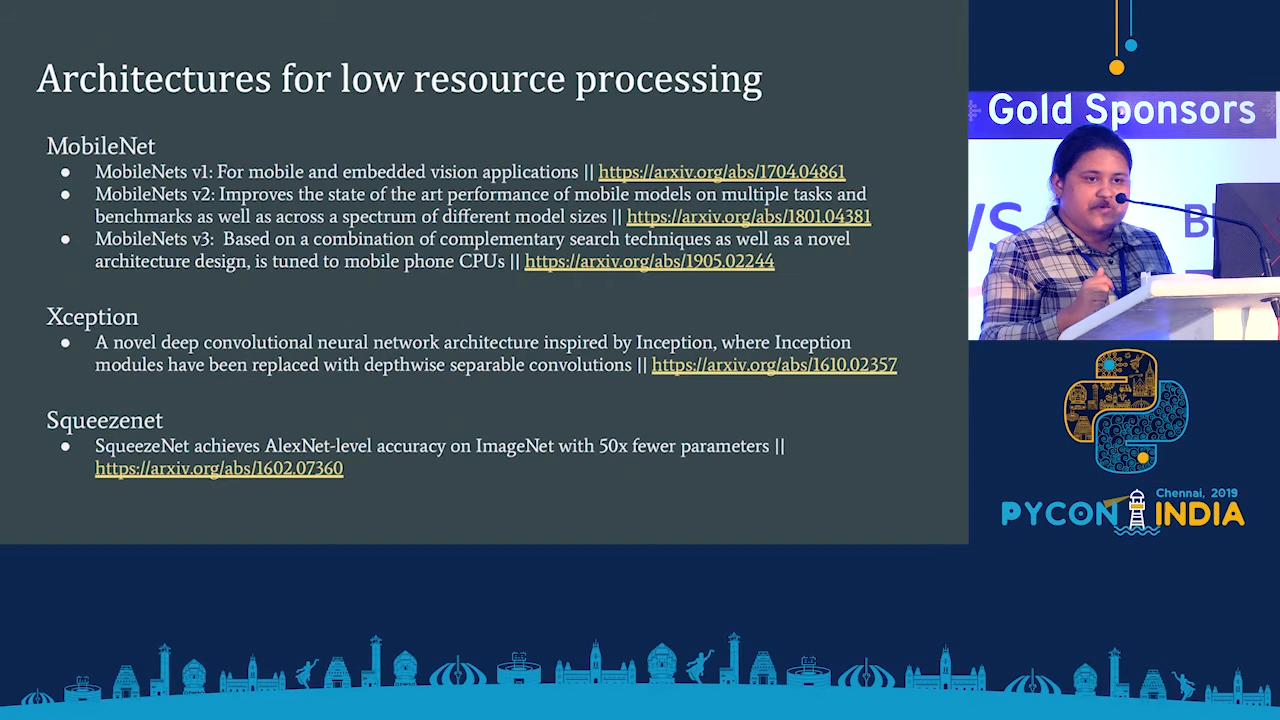 Architectures for low resource processing
MobileNet
● MobileNets v1: For mobile and embedded vision applications || https://arxiv.org/abs/1704.04861
● MobileNets v2: Improves the state of the art performance of mobile models on multiple tasks and
benchmarks as well as across a spectrum of different model sizes || https://arxiv.org/abs/1801.04381
● MobileNets v3: Based on a combination of complementary search techniques as well as a novel
architecture design, is tuned to mobile phone CPUs || https://arxiv.org/abs/1905.02244
Xception
● A novel deep convolutional neural network architecture inspired by Inception, where Inception
modules have been replaced with depthwise separable convolutions || https://arxiv.org/abs/1610.02357
Squeezenet
● SqueezeNet achieves AlexNet-level accuracy on ImageNet with 50x fewer parameters ||
https://arxiv.org/abs/1602.07360
Gold Sponsors
Chennai, 2019
PYCON INDIA